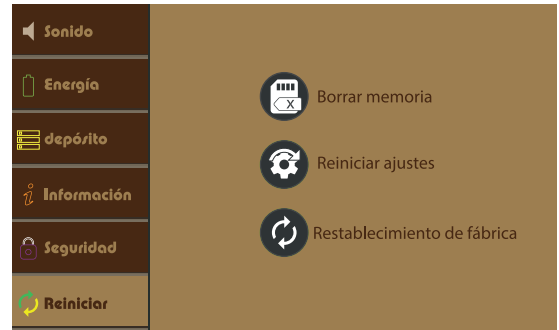 Sonido
Energía
depósito
Información
Seguridad
Reiniciar
X
Borrar memoria
Reiniciar ajustes
Restablecimiento de fábrica